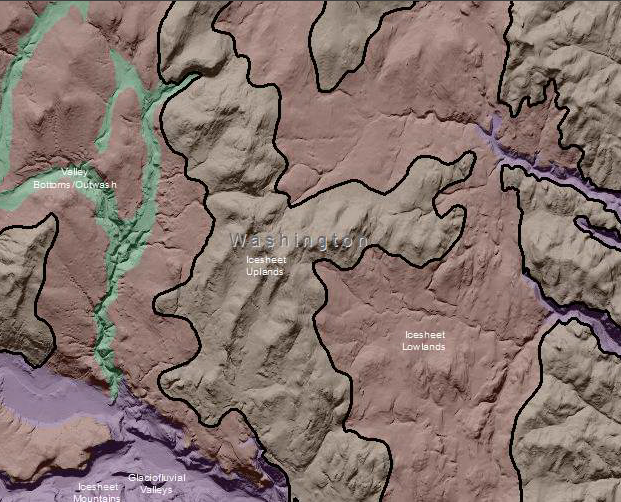 Valley
Bottoms/Outwash
Washington
Icesheet
Uplands
Icesheet
Lowlands
Glaciofluvial
Valleys
Icesheet
Mountains